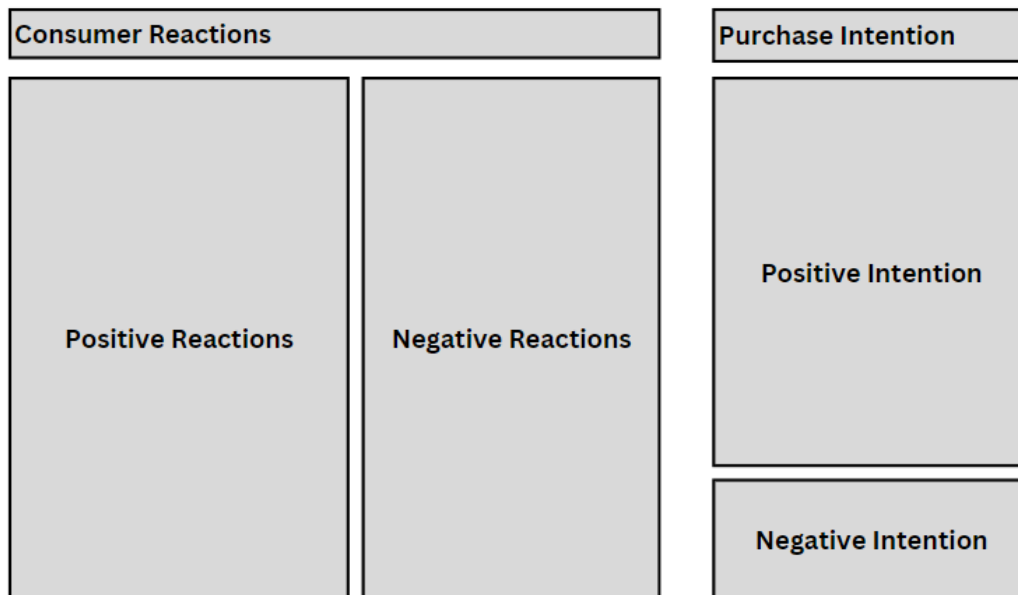 Consumer Reactions
Purchase Intention
Positive Reactions
Negative Reactions
Positive Intention
Negative Intention